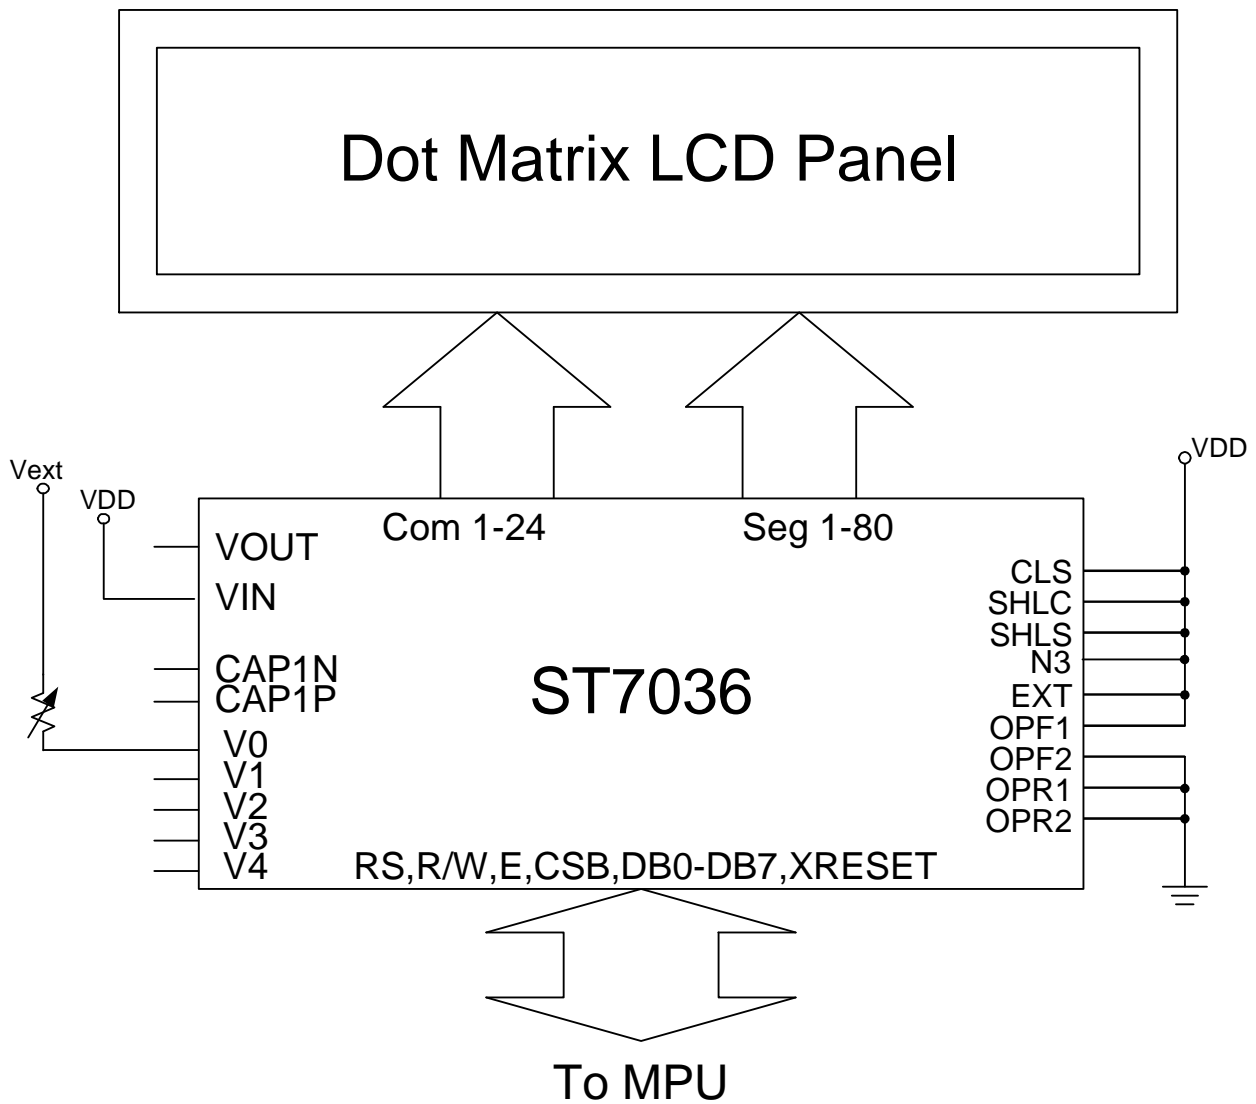 Dot Matrix LCD Panel
Vext
VDD
VDD
Com 1-24
Seg 1-80
VOUT
VIN
CAP1N
CAP1P
V0
V1
V2
V3
V4
ST7036
CLS
SHLC
SHLS
N3
EXT
OPF1
OPF2
OPR1
OPR2
RS,R/W,E,CSB,DB0-DB7,XRESET
To MPU